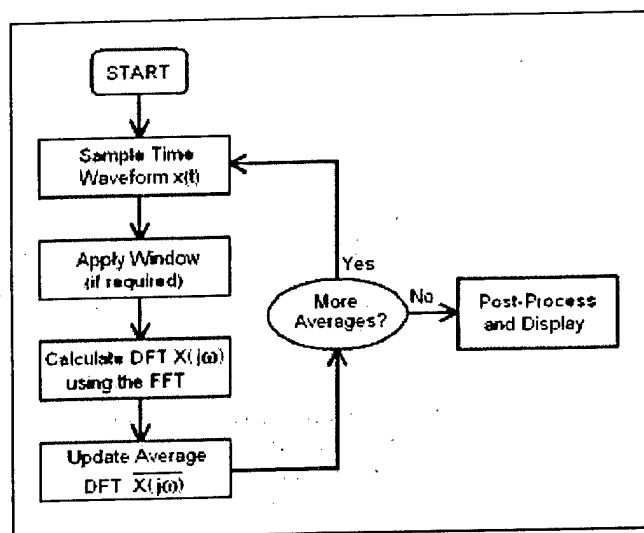 START
Sample Time
Waveform x(t)
Apply Window
(if required)
Calculate DFT X(jω)
using the FFT
Update Average
DFT X(jω)
More
Averages?
Yes
No
Post-Process
and Display